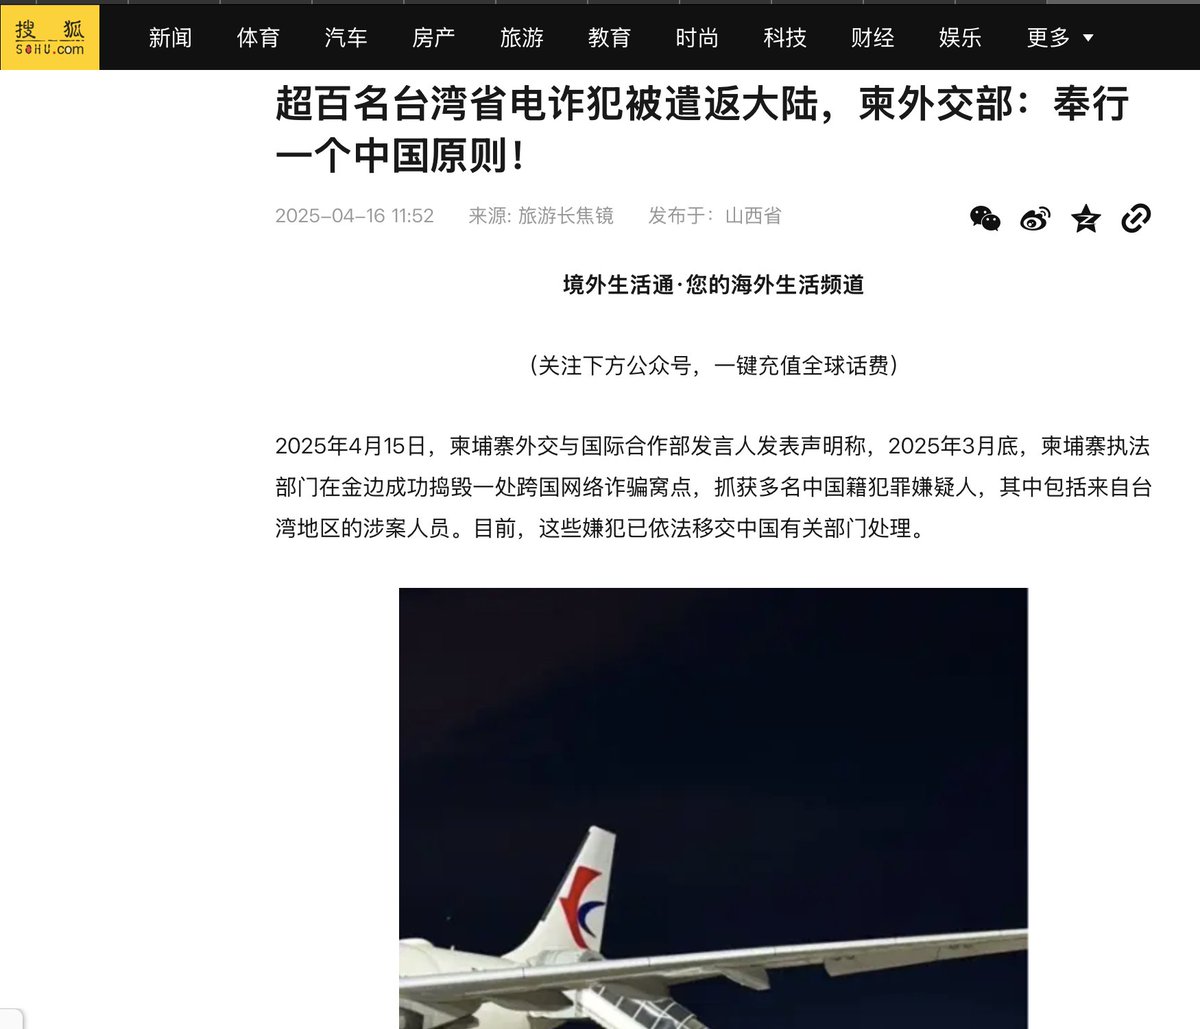 搜 狐
SOHU.com
新闻 体育 汽车 房产 旅游 教育 时尚 科技 财经 娱乐 更多
超百名台湾省电诈犯被遣返大陆，柬外交部：奉行
一个中国原则！
2025-04-16 11:52 来源: 旅游长焦镜 发布于：山西省
境外生活通·您的海外生活频道
（关注下方公众号，一键充值全球话费）
2025年4月15日，柬埔寨外交与国际合作部发言人发表声明称，2025年3月底，柬埔寨执法
部门在金边成功捣毁一处跨国网络诈骗窝点，抓获多名中国籍犯罪嫌疑人，其中包括来自台
湾地区的涉案人员。目前，这些嫌犯已依法移交中国有关部门处理。